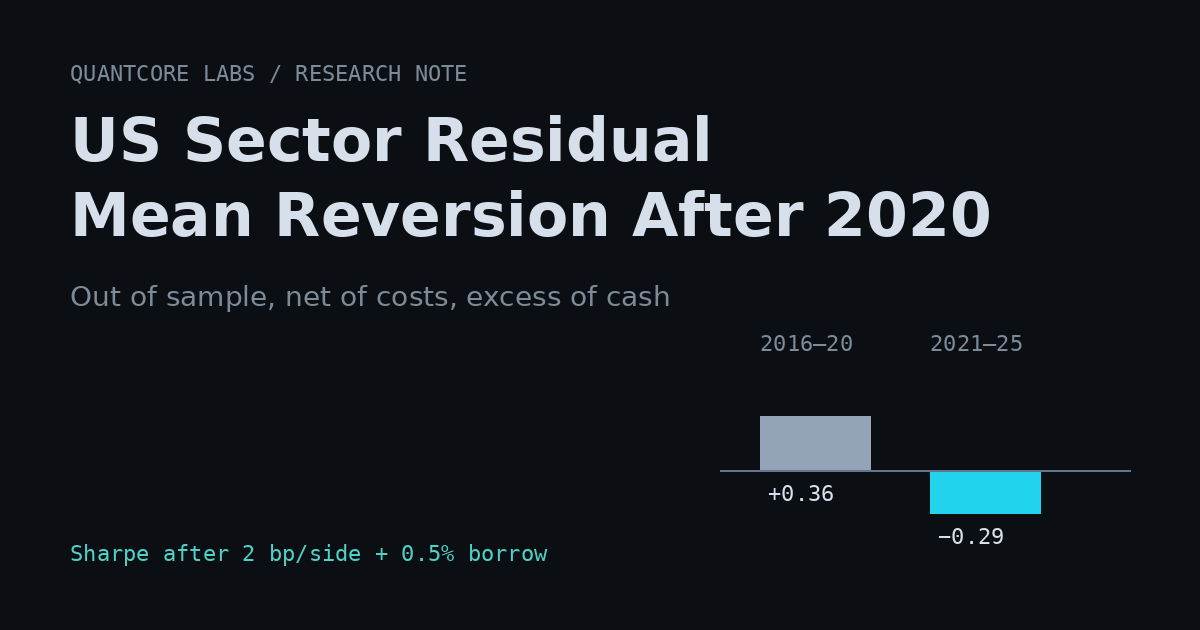 QUANTCORE LABS / RESEARCH NOTE
US Sector Residual
Mean Reversion After 2020
Out of sample, net of costs, excess of cash
2016–20 2021–25
+0.36
−0.29
Sharpe after 2 bp/side + 0.5% borrow